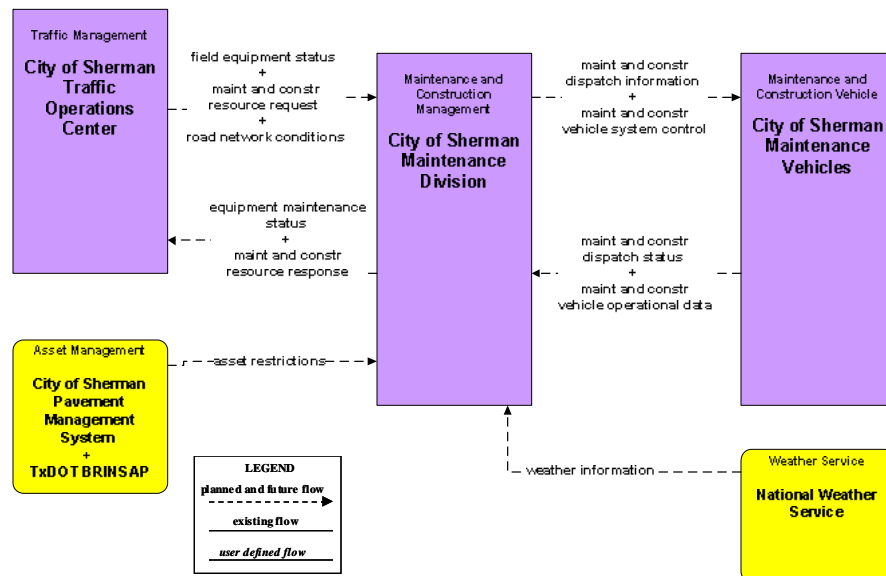 Traffic Management
City of Sherman
Traffic
Operations
Center
field equipment status
+
maint and constr
resource request
+
road network conditions
Maintenance and
Construction
Management
City of Sherman
Maintenance
Division
maint and constr
dispatch information
+
maint and constr
vehicle system control
Maintenance and
Construction Vehicle
City of Sherman
Maintenance
Vehicles
equipment maintenance
status
+
maint and constr
resource response
maint and constr
dispatch status
+
maint and constr
vehicle operational data
Asset Management
City of Sherman
Pavement
Management
System
+
TxDOT BRINSAP
asset restrictions
LEGEND
planned and future flow
existing flow
user defined flow
weather information
Weather Service
National Weather
Service